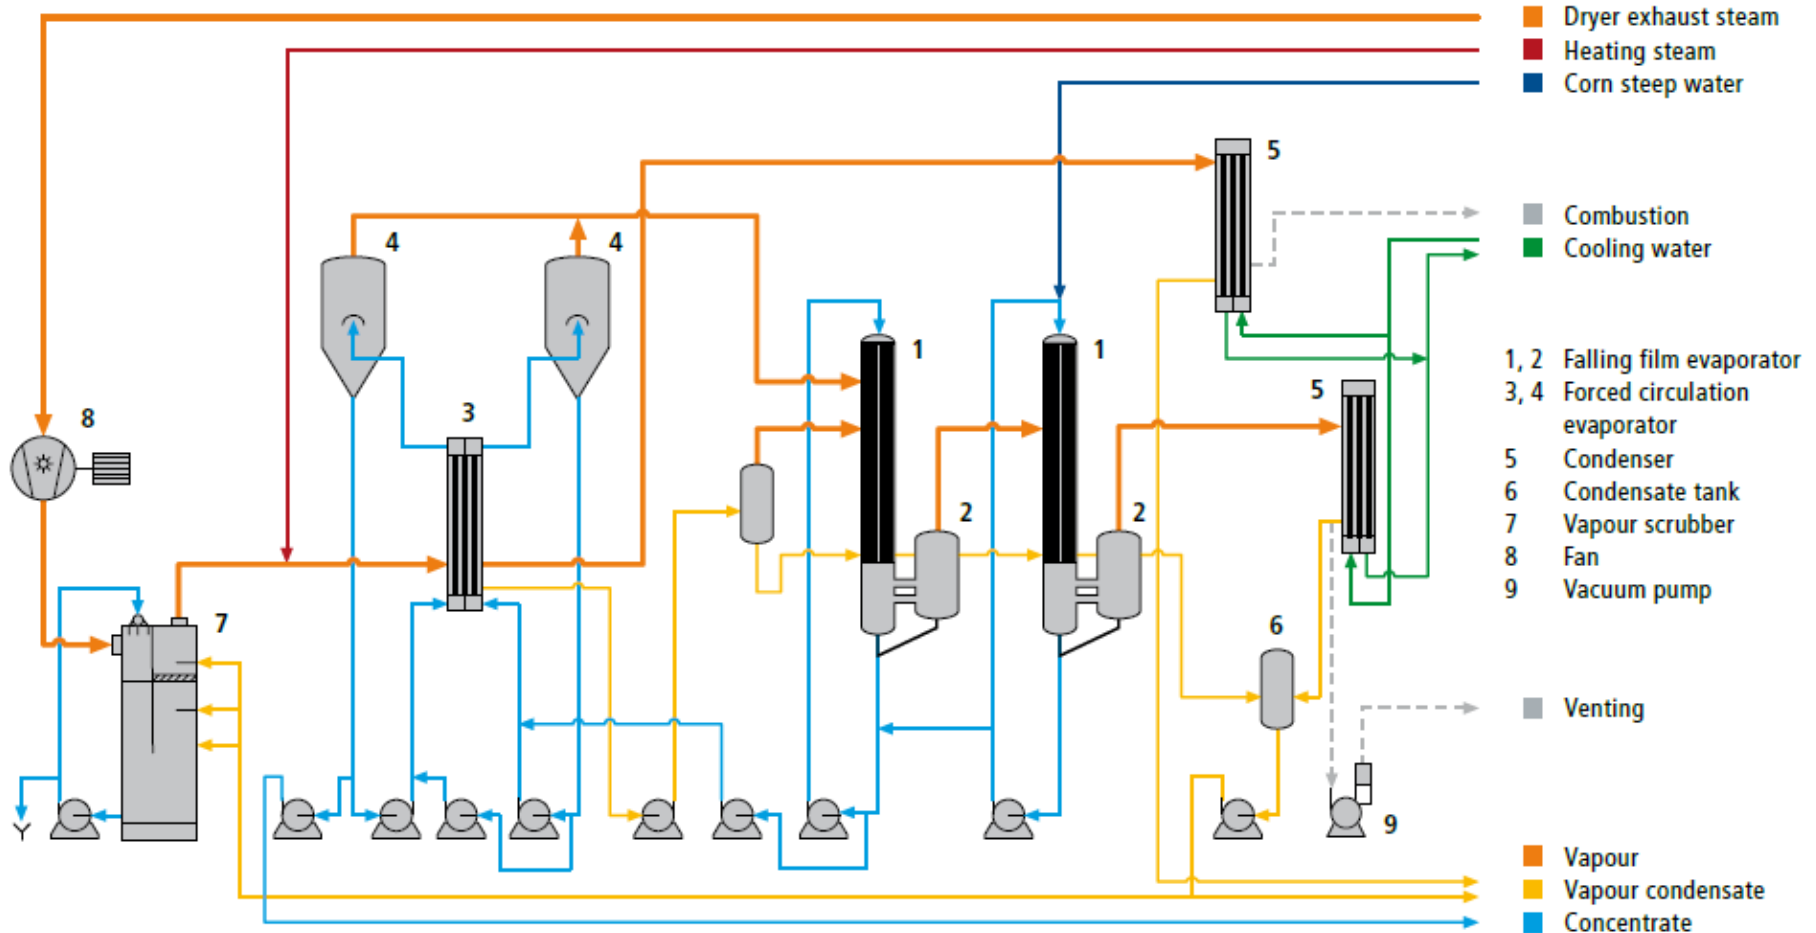 Dryer exhaust steam
Heating steam
Corn steep water
5
Combustion
4
4
Cooling water
1
1
1, 2 Falling film evaporator
5
3, 4 Forced circulation
evaporator
3
8
5 Condenser
6 Condensate tank
2
2
7 Vapour scrubber
8 Fan
9 Vacuum pump
7
6
Venting
9
Vapour
Vapour condensate
Concentrate